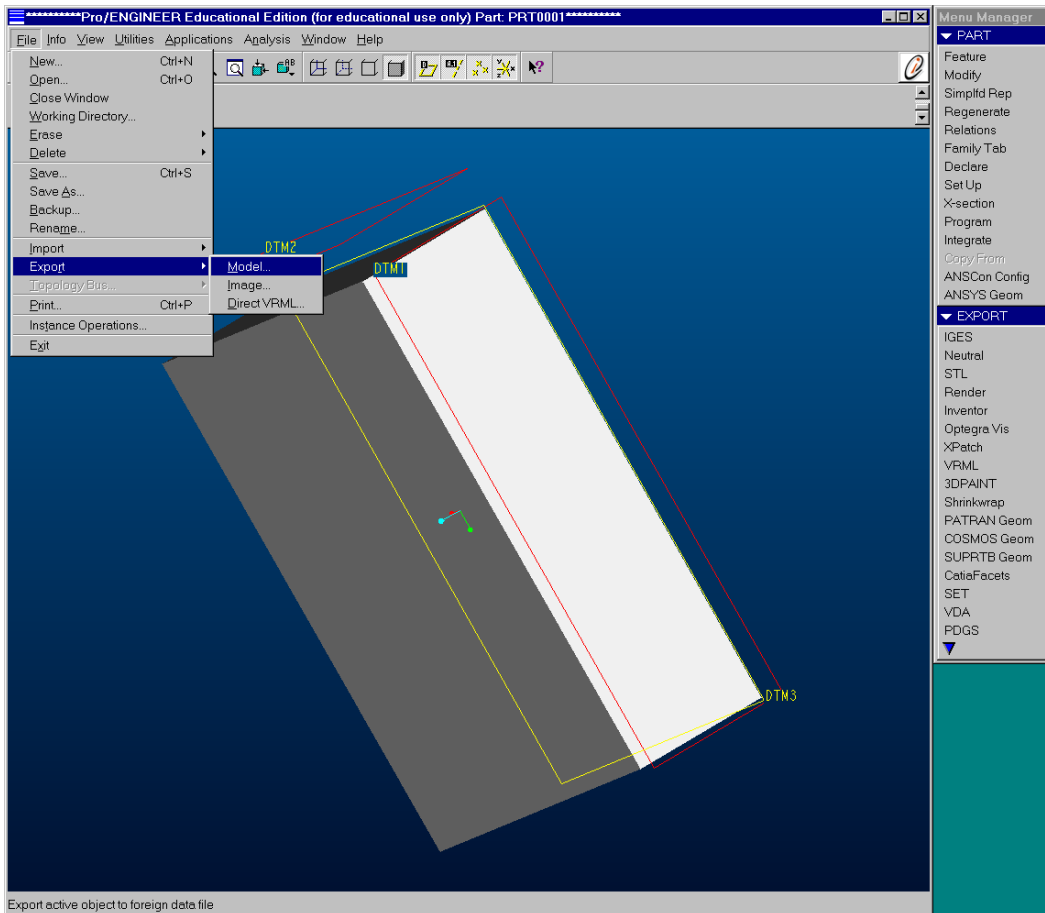 **********Pro/ENGINEER Educational Edition (for educational use only) Part: PRT0001**********
File Info View Utilities Applications Analysis Window Help
New... Ctrl+N
Open... Ctrl+O
Close Window
Working Directory...
Erase
Delete
Save... Ctrl+S
Save As...
Backup...
Rename...
Import
Export
Topology Bus...
Print... Ctrl+P
Instance Operations...
Exit
Model...
Image...
Direct VRML...
DTM2
DTM1
DTM3
Export active object to foreign data file
Menu Manager
PART
Feature
Modify
Simplfd Rep
Regenerate
Relations
Family Tab
Declare
Set Up
X-section
Program
Integrate
Copy From
ANSCon Config
ANSYS Geom
EXPORT
IGES
Neutral
STL
Render
Inventor
Optegra Vis
XPatch
VRML
3DPAINT
Shrinkwrap
PATRAN Geom
COSMOS Geom
SUPRTB Geom
CatiaFacets
SET
VDA
PDGS